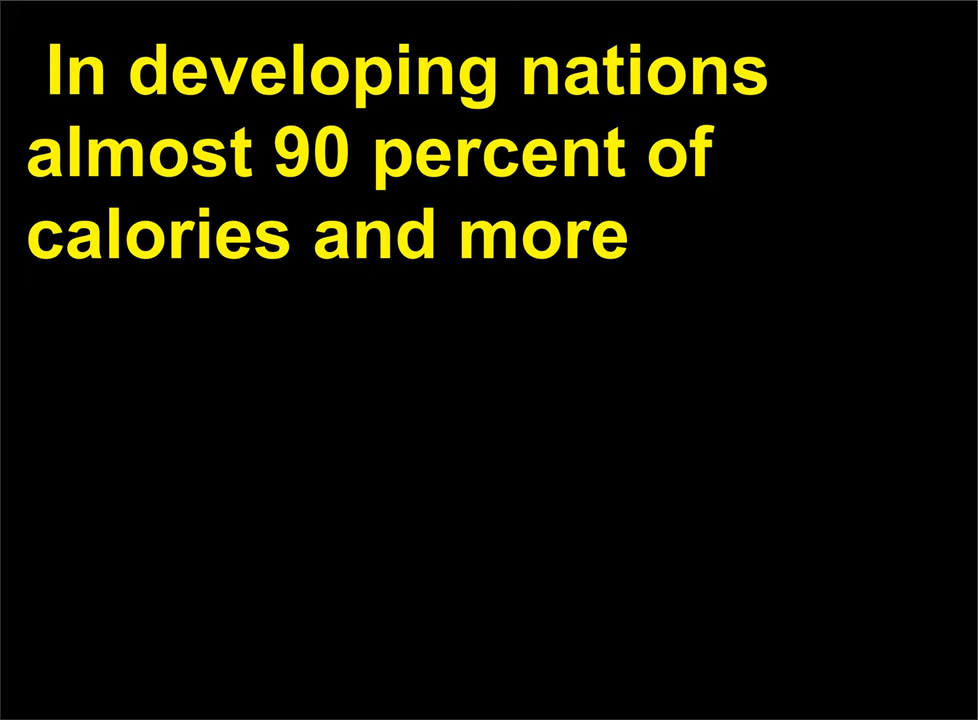 In developing nations
almost 90 percent of
calories and more